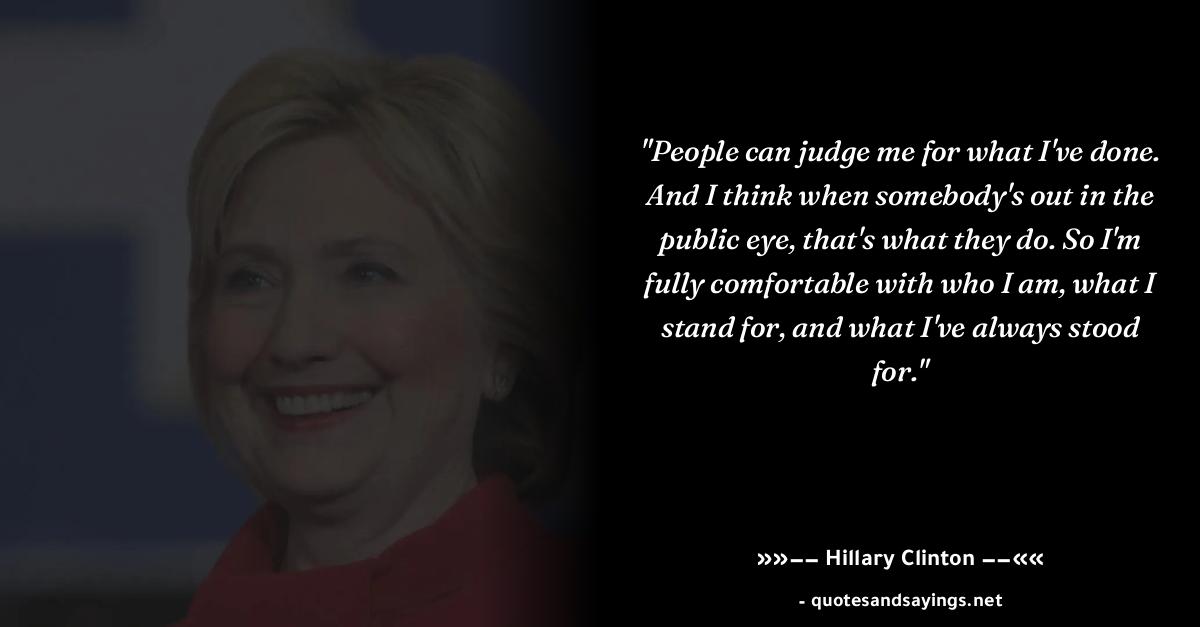 "People can judge me for what I've done.
And I think when somebody's out in the
public eye, that's what they do. So I'm
fully comfortable with who I am, what I
stand for, and what I've always stood
for."
»»−− Hillary Clinton −−««
- quotesandsayings.net